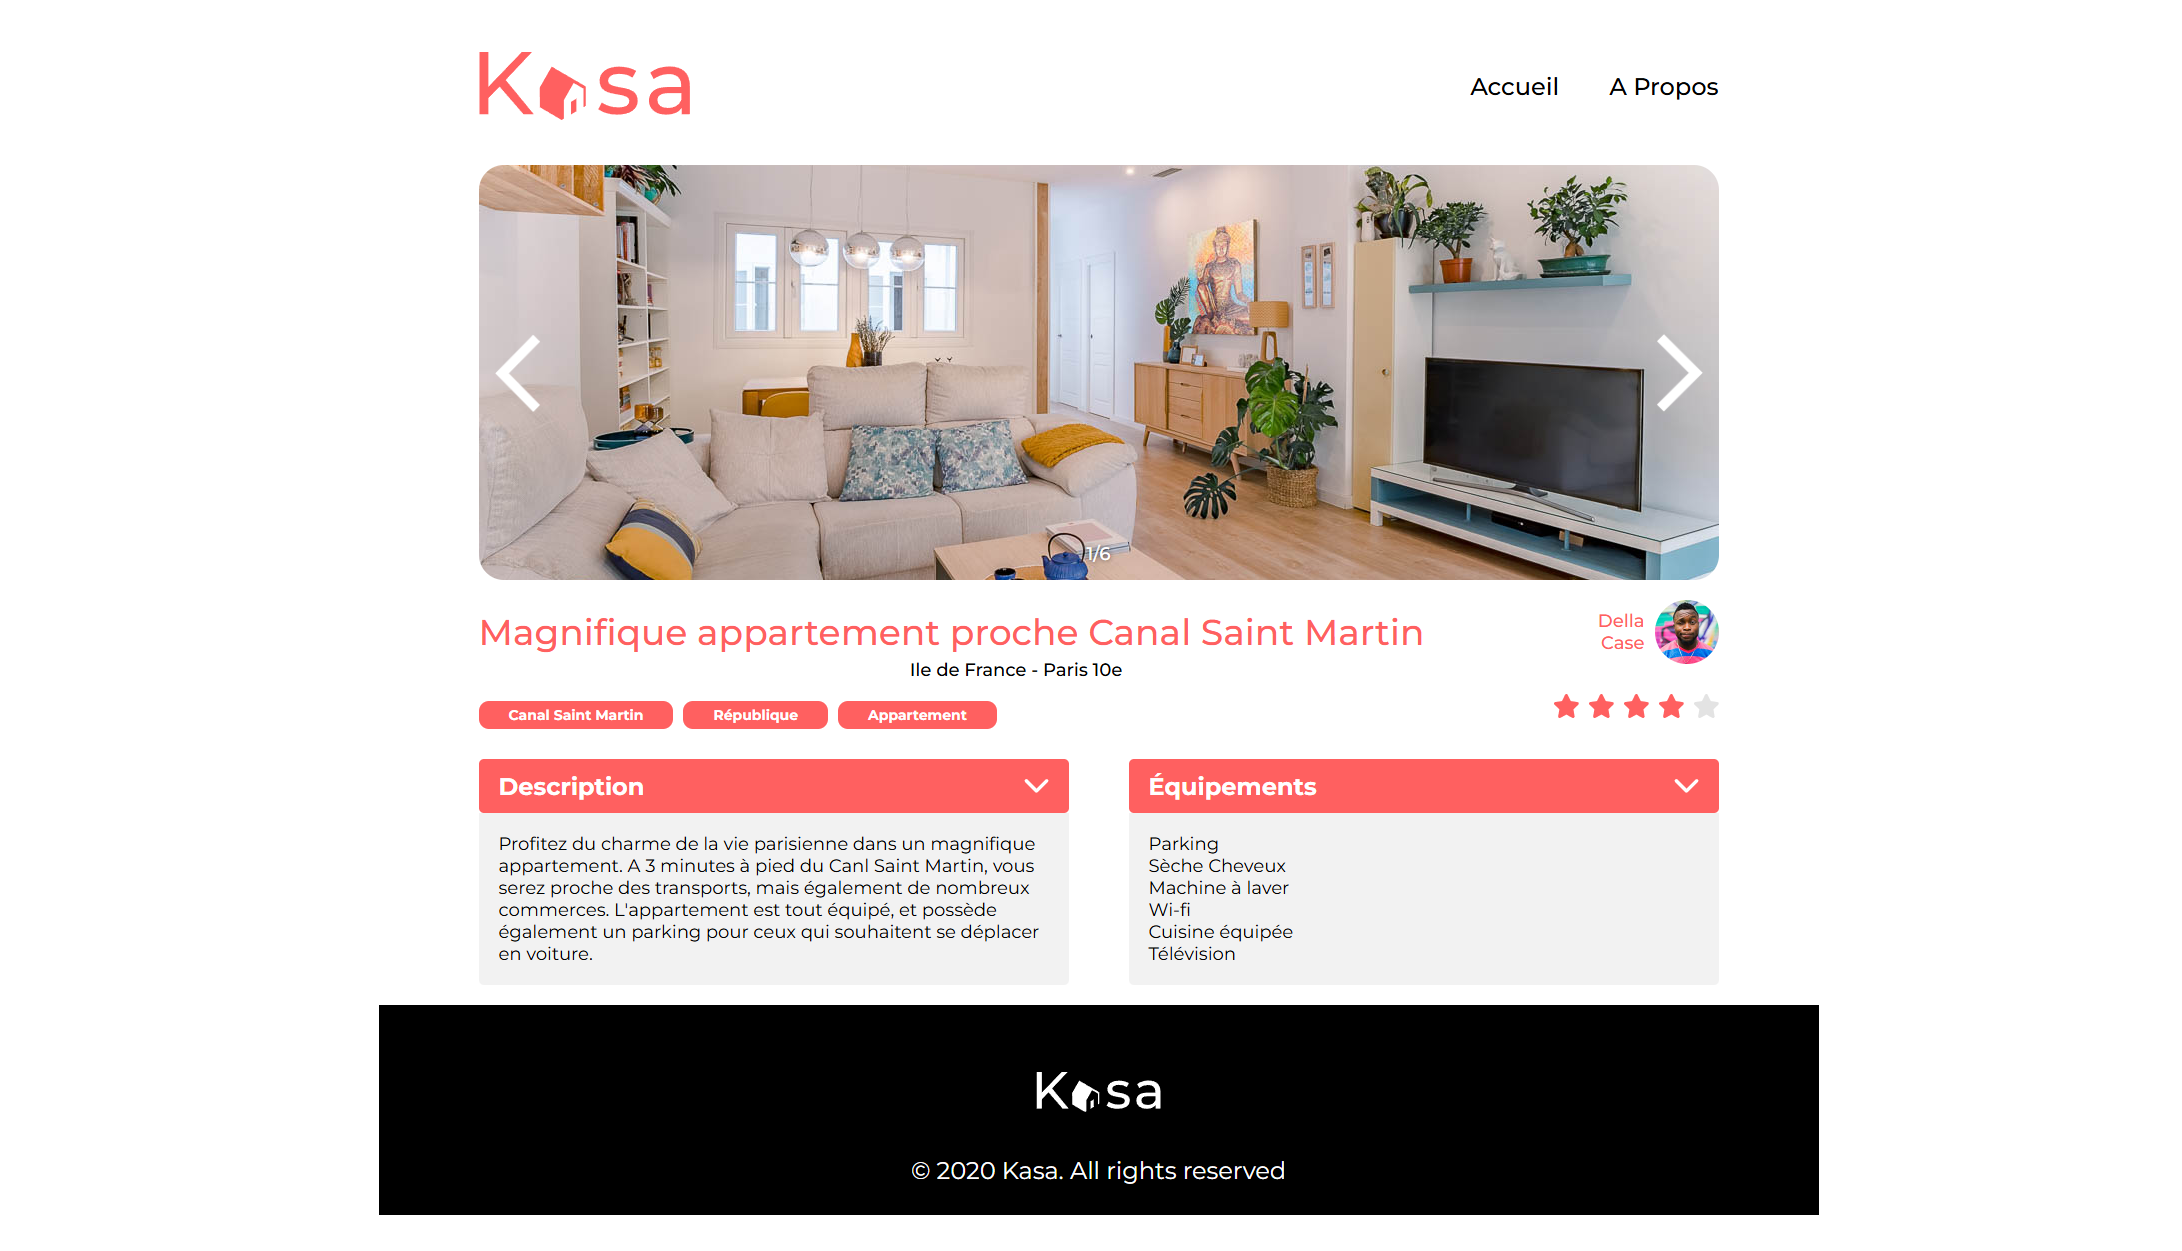 Kasa
Accueil
A Propos
1/6
Magnifique appartement proche Canal Saint Martin
Ile de France - Paris 10e
Della
Case
Canal Saint Martin
République
Appartement
Description
Profitez du charme de la vie parisienne dans un magnifique
appartement. A 3 minutes à pied du Canl Saint Martin, vous
serez proche des transports, mais également de nombreux
commerces. L'appartement est tout équipé, et possède
également un parking pour ceux qui souhaitent se déplacer
en voiture.
Équipements
Parking
Sèche Cheveux
Machine à laver
Wi-fi
Cuisine équipée
Télévision
Kasa
© 2020 Kasa. All rights reserved